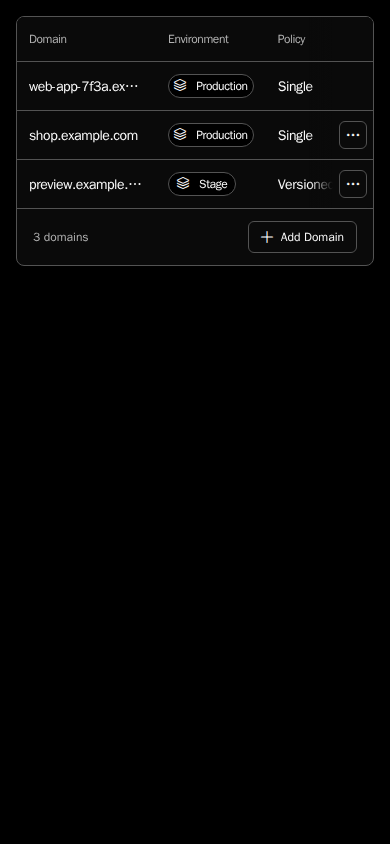 Domain Environment Policy
web-app-7f3a.ex··· Production Single
shop.example.com Production Single
preview.example.··· Stage Versioned
3 domains Add Domain